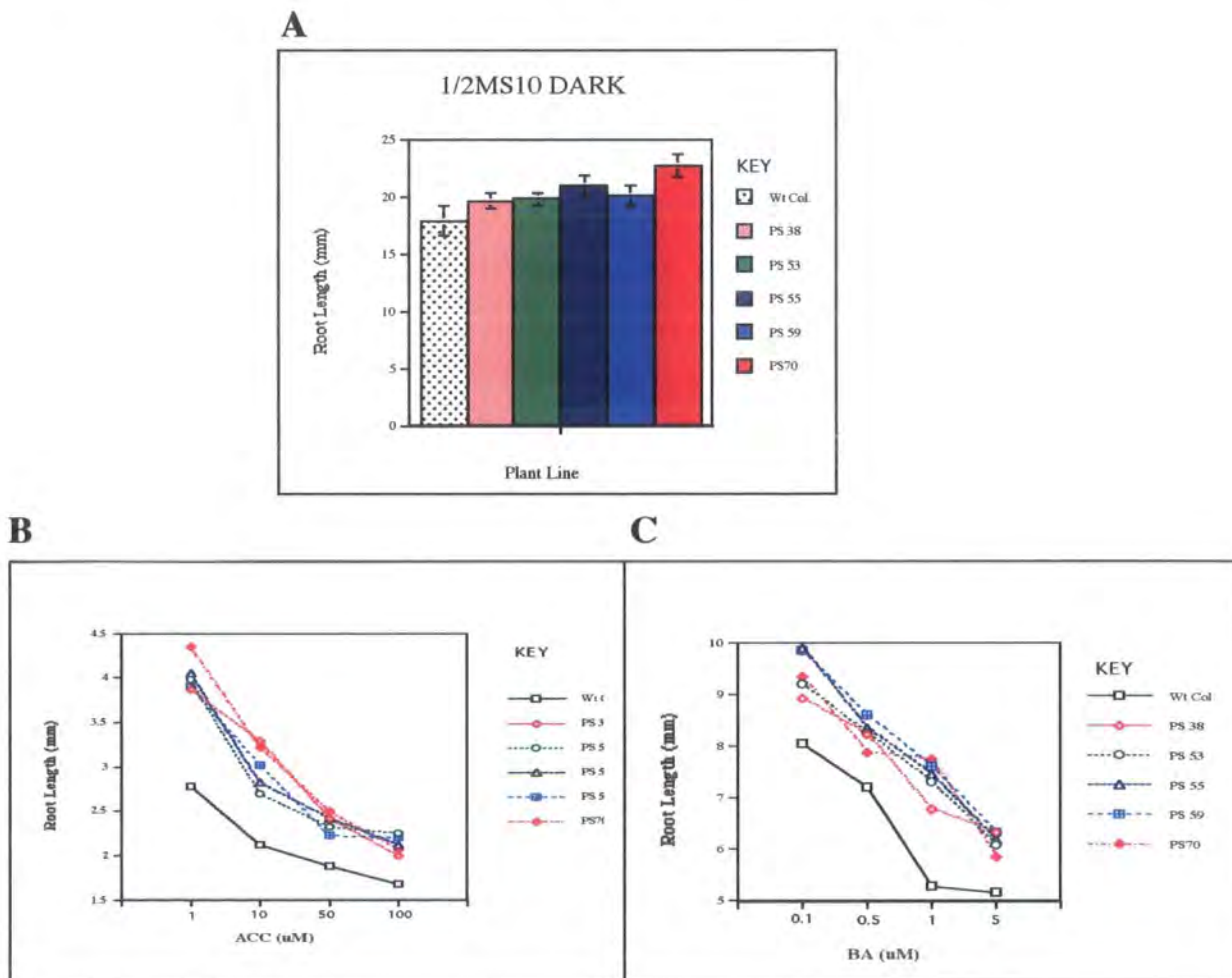 A
1/2MS10 DARK
25
20
15
10
5
0
Root Length (mm)
Plant Line
KEY
Wt Col.
PS 38
PS 53
PS 55
PS 59
PS70
B
4.5
4
3.5
3
2.5
2
1.5
Root Length (mm)
1 10 50 100
ACC (uM)
KEY
Wt
PS 3
PS 5
PS 5
PS 5
PS7
C
10
9
8
7
6
5
Root Length (mm)
0.1 0.5 1 5
BA (uM)
KEY
Wt Col
PS 38
PS 53
PS 55
PS 59
PS70